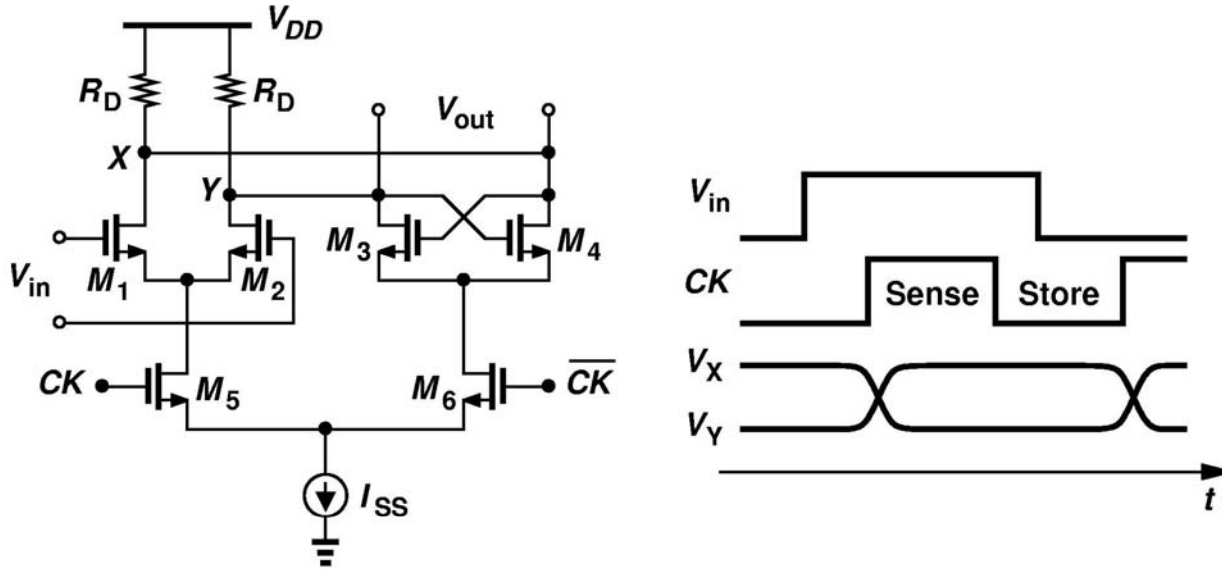 V_DD
R_D R_D
V_out
X
Y
M_3 M_4
V_in M_1 M_2
CK M_5 M_6 \overline{CK}
I_SS
V_in
CK Sense Store
V_X
V_Y
t